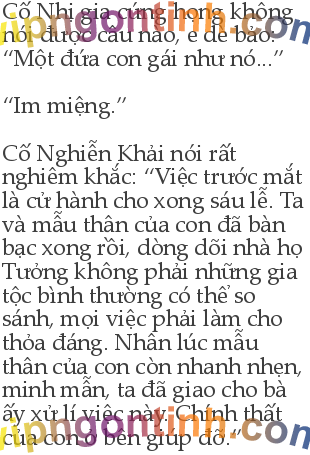 Cố Nhị gia cứng họng không
nói được câu nào, e dè bảo:
“Một đứa con gái như nó...”
“Im miệng.”
Cố Nghiễn Khải nói rất
nghiêm khắc: “Việc trước mắt
là cử hành cho xong sáu lễ. Ta
và mẫu thân của con đã bàn
bạc xong rồi, dòng dõi nhà họ
Tưởng không phải những gia
tộc bình thường có thể so
sánh, mọi việc phải làm cho
thỏa đáng. Nhân lúc mẫu
thân của con còn nhanh nhẹn,
minh mẫn, ta đã giao cho bà
ấy xử lí việc này. Chính thất
của con ở bên giúp đỡ.”
vipngontinh.com
vipngontinh.com